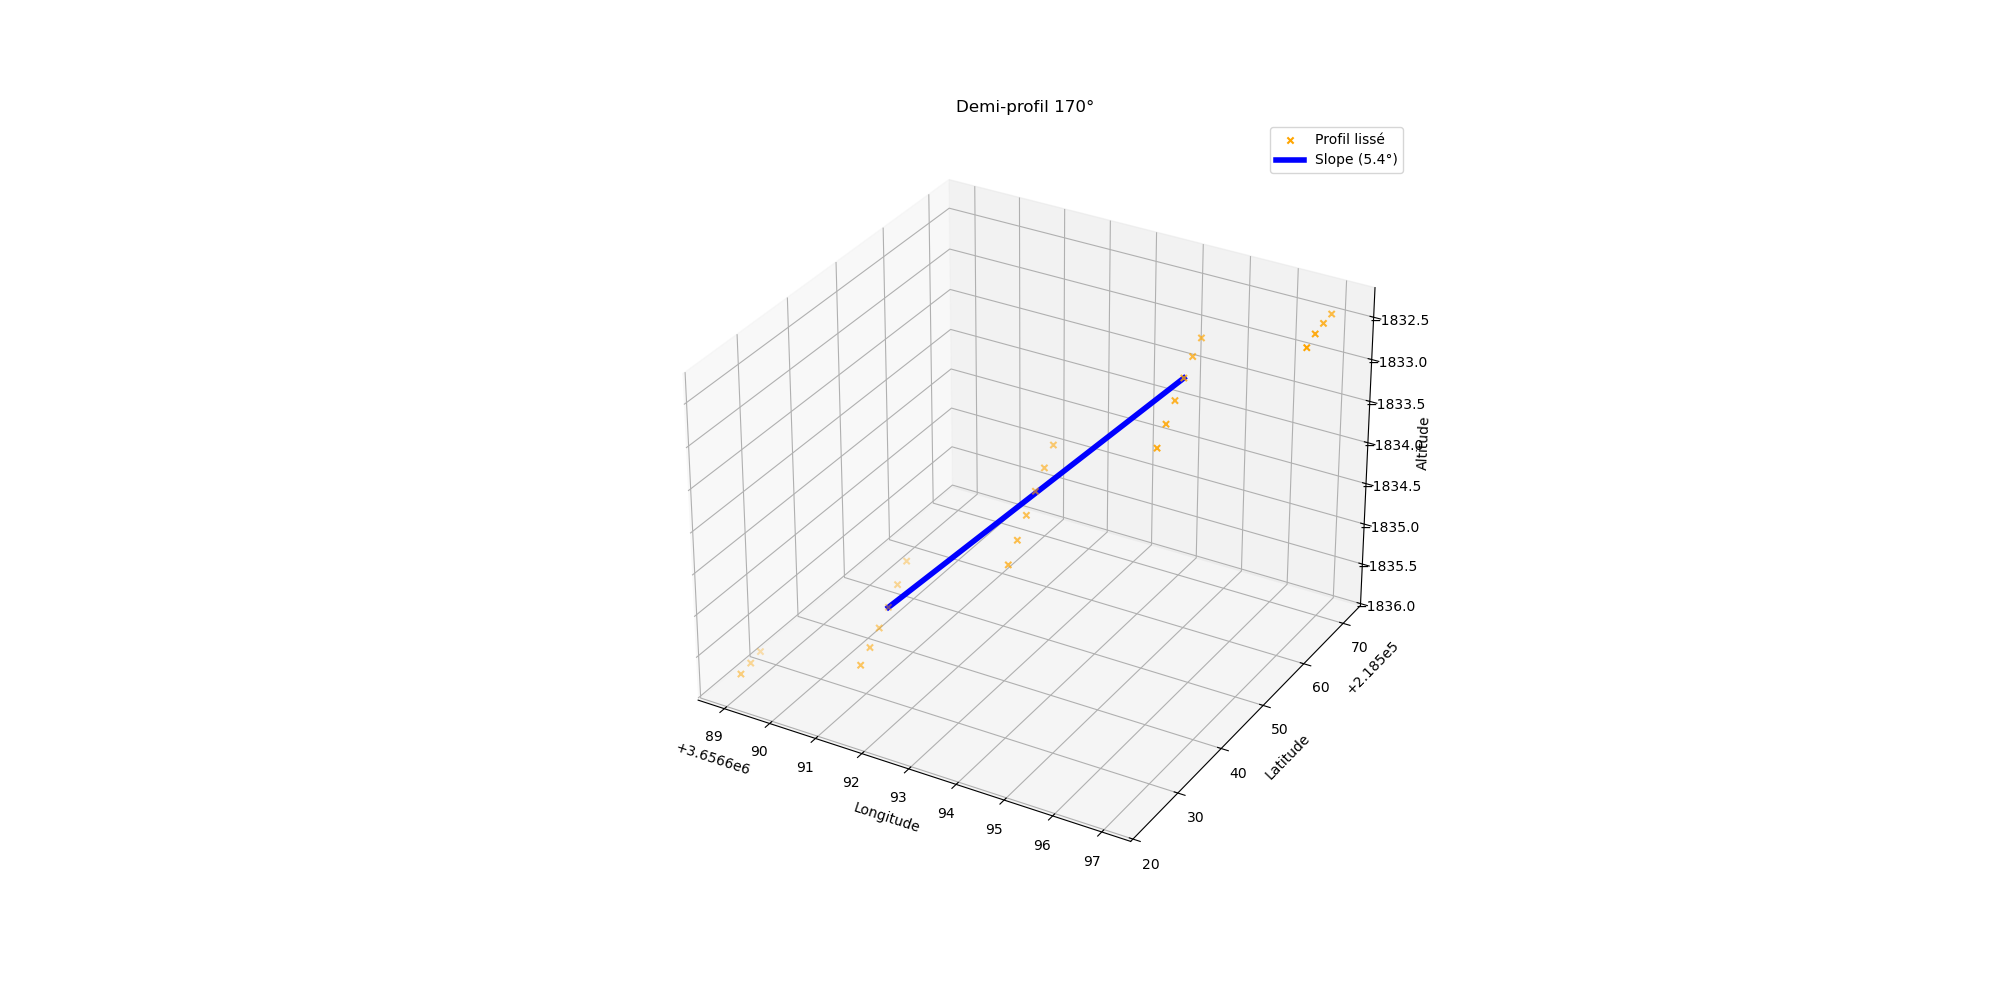 Demi-profil 170°
Profil lissé
Slope (5.4°)
−1832.5
−1833.0
−1833.5
−1834.0
−1834.5
−1835.0
−1835.5
−1836.0
Altitude
70
60
50
40
30
20
+2.185e5
Latitude
89
90
91
92
93
94
95
96
97
+3.6566e6
Longitude